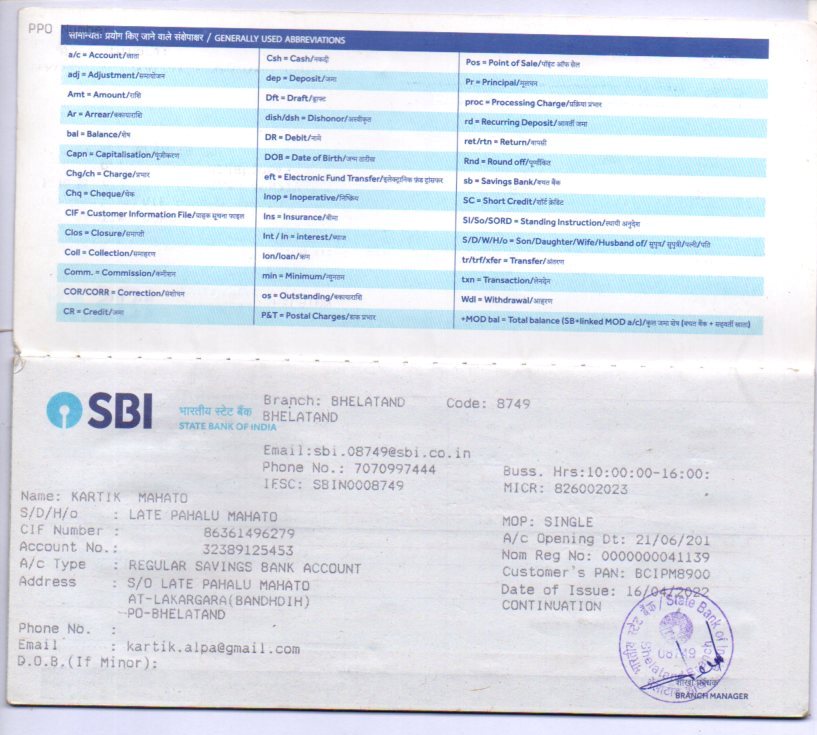 PPO
सामान्यतः प्रयोग किए जाने वाले संक्षेपाक्षर / GENERALLY USED ABBREVIATIONS
a/c = Account/खाता
adj = Adjustment/समायोजन
Amt = Amount/राशि
Ar = Arrear/बकायाराशि
bal = Balance/शेष
Capn = Capitalisation/पूंजीकरण
Chg/ch = Charge/प्रभार
Chq = Cheque/चेक
CIF = Customer Information File/ग्राहक सूचना फाइल
Clos = Closure/समाप्ती
Coll = Collection/समाहरण
Comm. = Commission/कमीशन
COR/CORR = Correction/संशोधन
CR = Credit/जमा
Csh = Cash/नकदी
dep = Deposit/जमा
Dft = Draft/ड्राफ्ट
dish/dsh = Dishonor/अस्वीकृत
DR = Debit/नामे
DOB = Date of Birth/जन्म तारीख
eft = Electronic Fund Transfer/इलेक्ट्रानिक फंड ट्रांसफर
Inop = Inoperative/निष्क्रिय
Ins = Insurance/बीमा
Int / In = interest/ब्याज
lon/loan/ऋण
min = Minimum/न्यूनतम
os = Outstanding/बकायाराशि
P&T = Postal Charges/डाक प्रभार
Pos = Point of Sale/पॉइंट ऑफ सेल
Pr = Principal/मूलधन
proc = Processing Charge/प्रक्रिया प्रभार
rd = Recurring Deposit/आवर्ती जमा
ret/rtn = Return/वापसी
Rnd = Round off/पूर्णांकित
sb = Savings Bank/बचत बैंक
SC = Short Credit/शॉर्ट क्रेडिट
SI/So/SORD = Standing Instruction/स्थायी अनुदेश
S/D/W/H/o = Son/Daughter/Wife/Husband of/ सुपुत्र/ सुपुत्री/पत्नी/पति
tr/trf/xfer = Transfer/अंतरण
txn = Transaction/लेनदेन
Wdl = Withdrawal/आहरण
+MOD bal = Total balance (SB+linked MOD a/c)/कुल जमा शेष (बचत बैंक + सहवर्ती खाता)
SBI
भारतीय स्टेट बैंक
STATE BANK OF INDIA
Branch: BHELATAND Code: 8749
BHELATAND
Email:sbi.08749@sbi.co.in
Phone No.: 7070997444
IFSC: SBIN0008749
Buss. Hrs:10:00:00-16:00:
MICR: 826002023
Name: KARTIK MAHATO
S/D/H/o : LATE PAHALU MAHATO
CIF Number : 86361496279
Account No.: 32389125453
A/c Type : REGULAR SAVINGS BANK ACCOUNT
Address : S/O LATE PAHALU MAHATO
AT-LAKARGARA(BANDHDIH)
PO-BHELATAND
Phone No. :
Email : kartik.alpa@gmail.com
D.O.B.(If Minor):
MOP: SINGLE
A/c Opening Dt: 21/06/201
Nom Reg No: 0000000041139
Customer's PAN: BCIPM8900
Date of Issue: 16/04/2022
CONTINUATION
भारतीय स्टेट बैंक / State Bank of
08749
Bhelatand Branch
शाखा प्रबंधक
BRANCH MANAGER